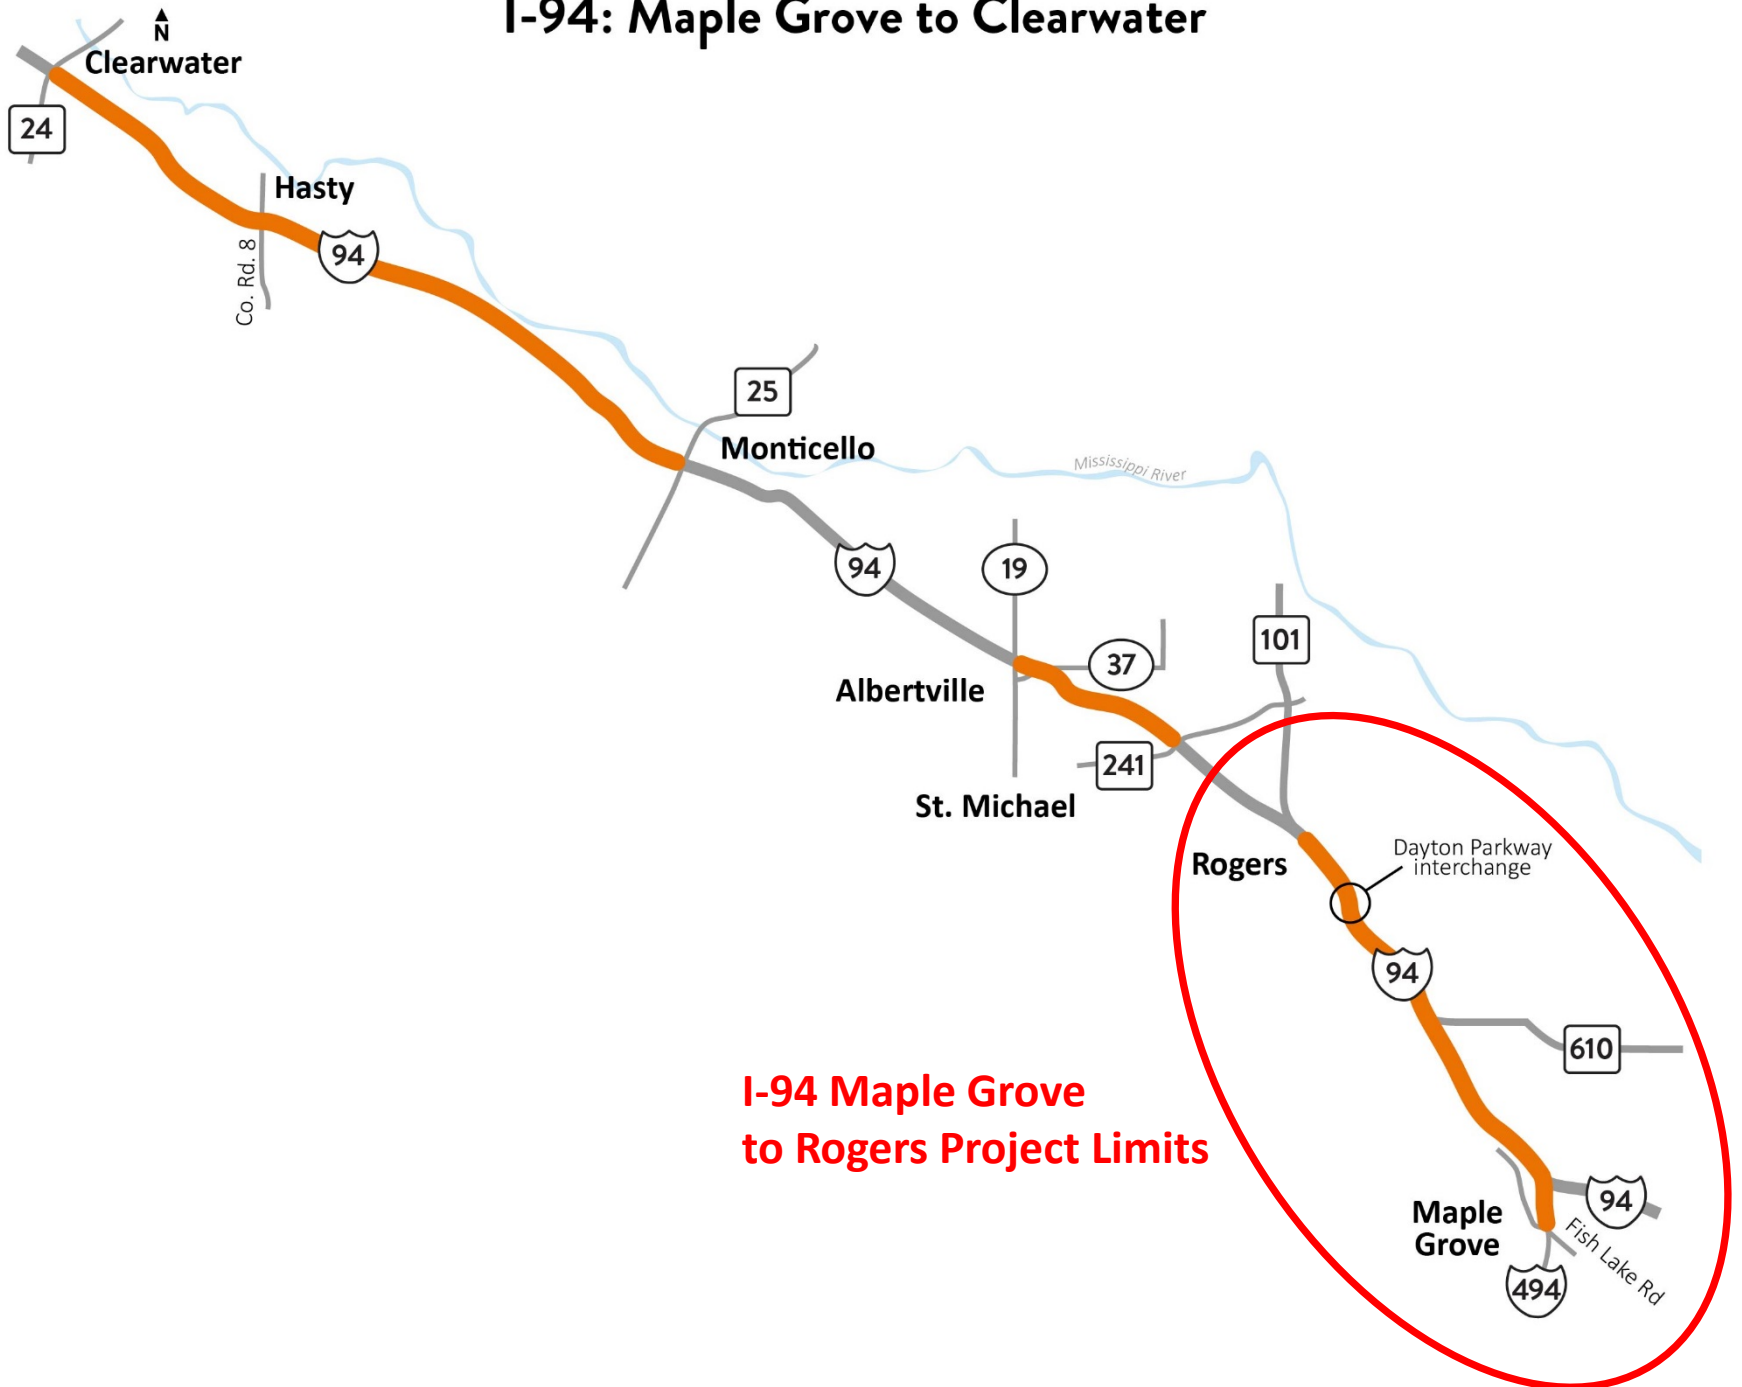 I-94: Maple Grove to Clearwater
N
Clearwater
24
Hasty
Co. Rd. 8
94
25
Monticello
Mississippi River
94
19
37
101
Albertville
241
St. Michael
Rogers
Dayton Parkway
interchange
94
610
I-94 Maple Grove
to Rogers Project Limits
94
Maple
Grove
Fish Lake Rd
494